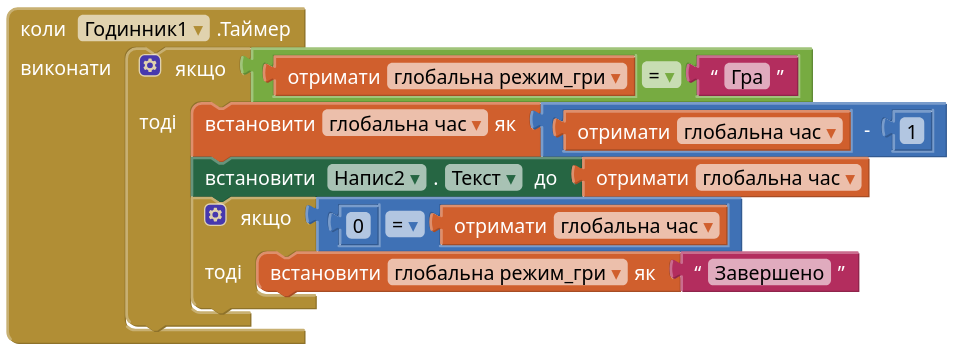 коли Годинник1 .Таймер
виконати якщо отримати глобальна режим_гри = “ Гра ”
тоді встановити глобальна час як отримати глобальна час - 1
встановити Напис2 . Текст до отримати глобальна час
якщо 0 = отримати глобальна час
тоді встановити глобальна режим_гри як “ Завершено ”